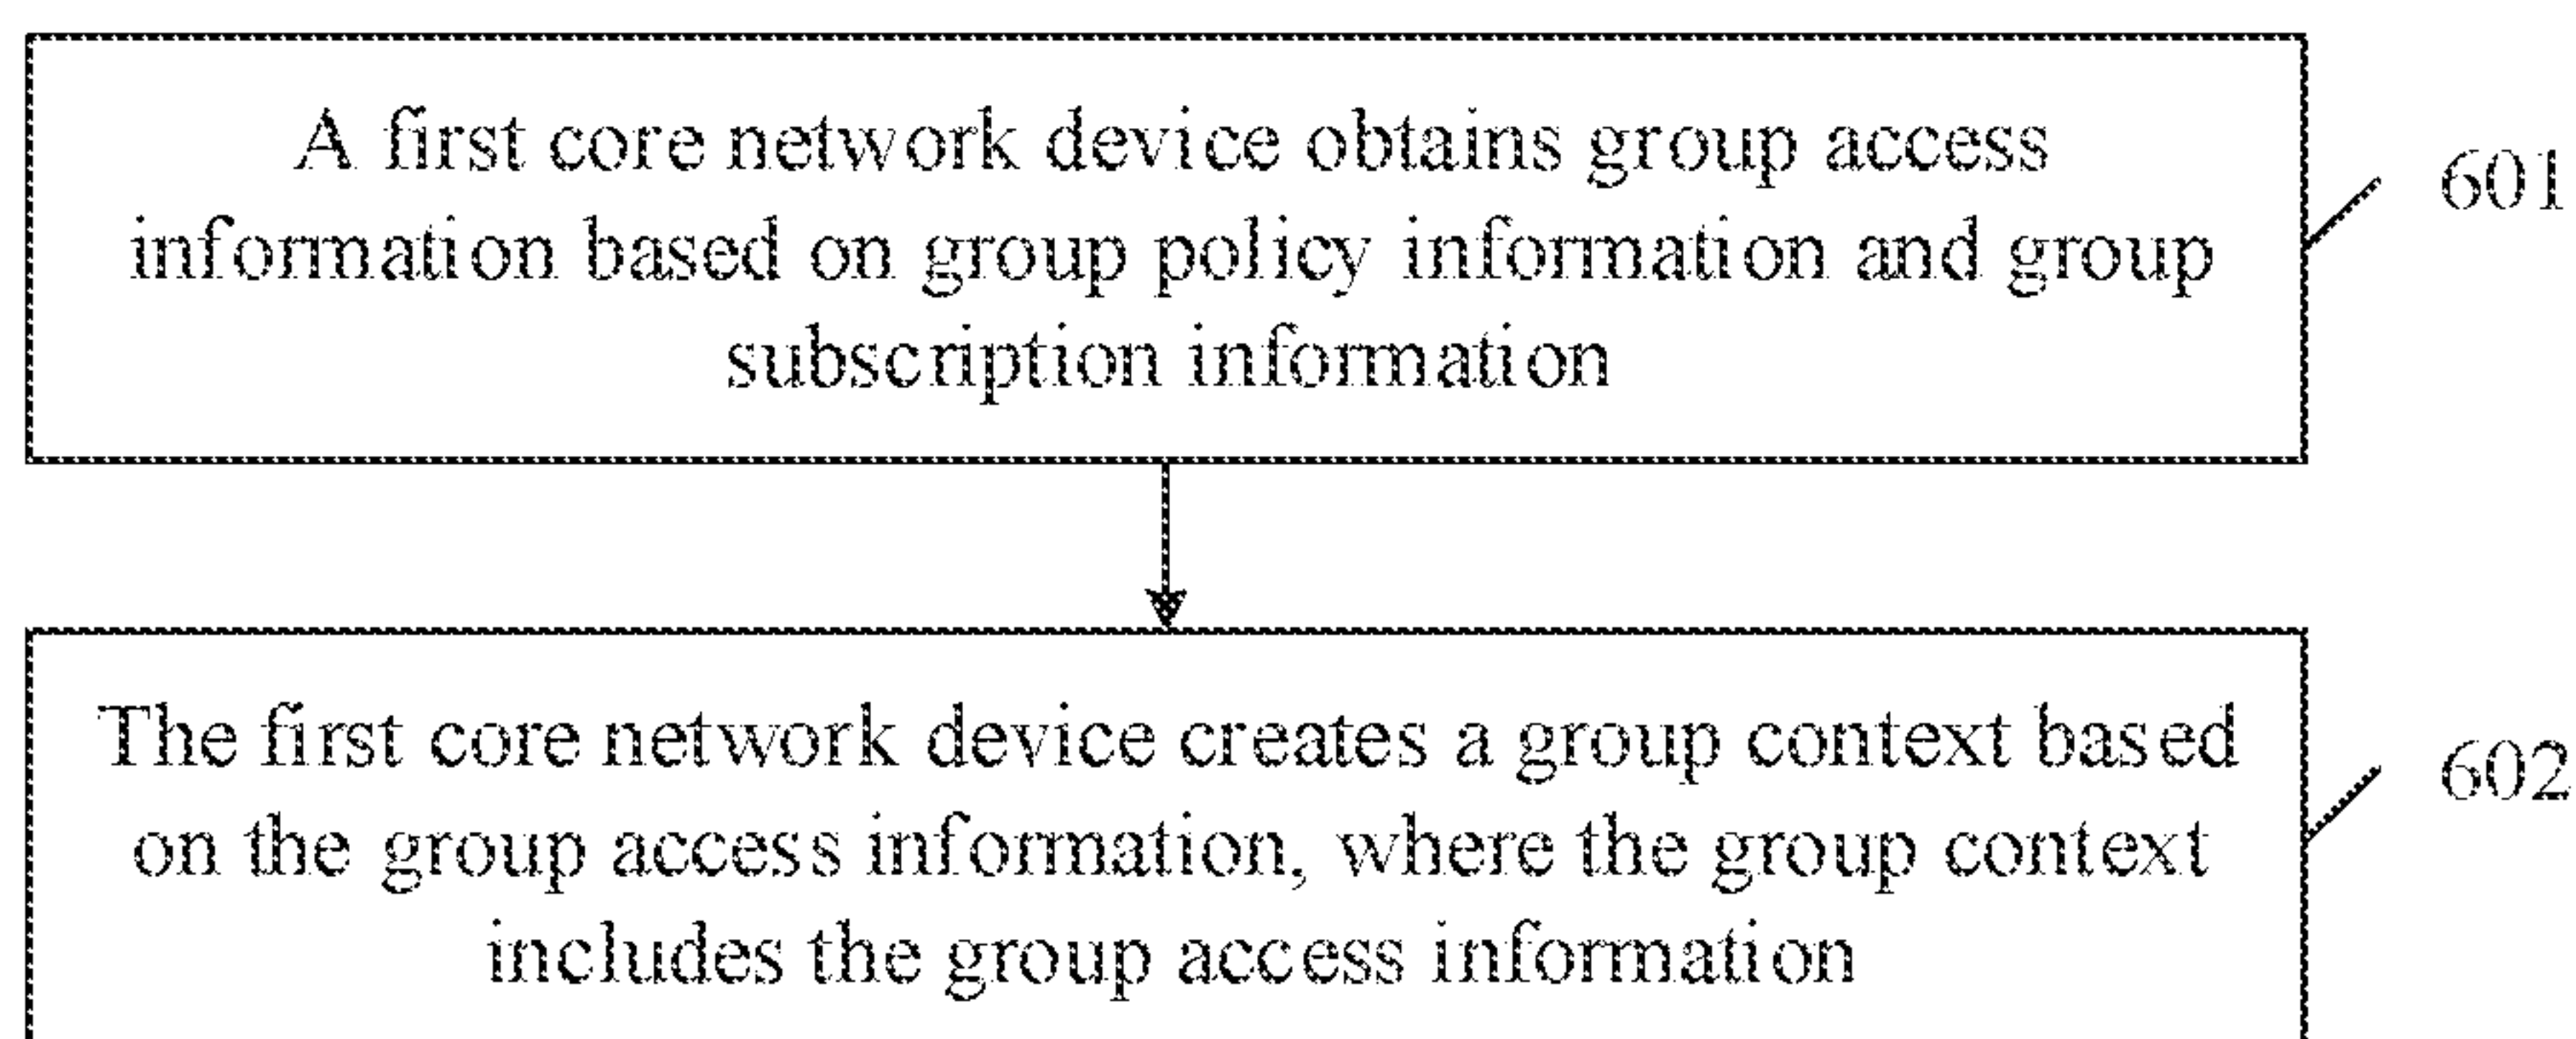 A first core network device obtains group access
information based on group policy information and group
subscription information
601
The first core network device creates a group context based
on the group access information, where the group context
includes the group access information
602